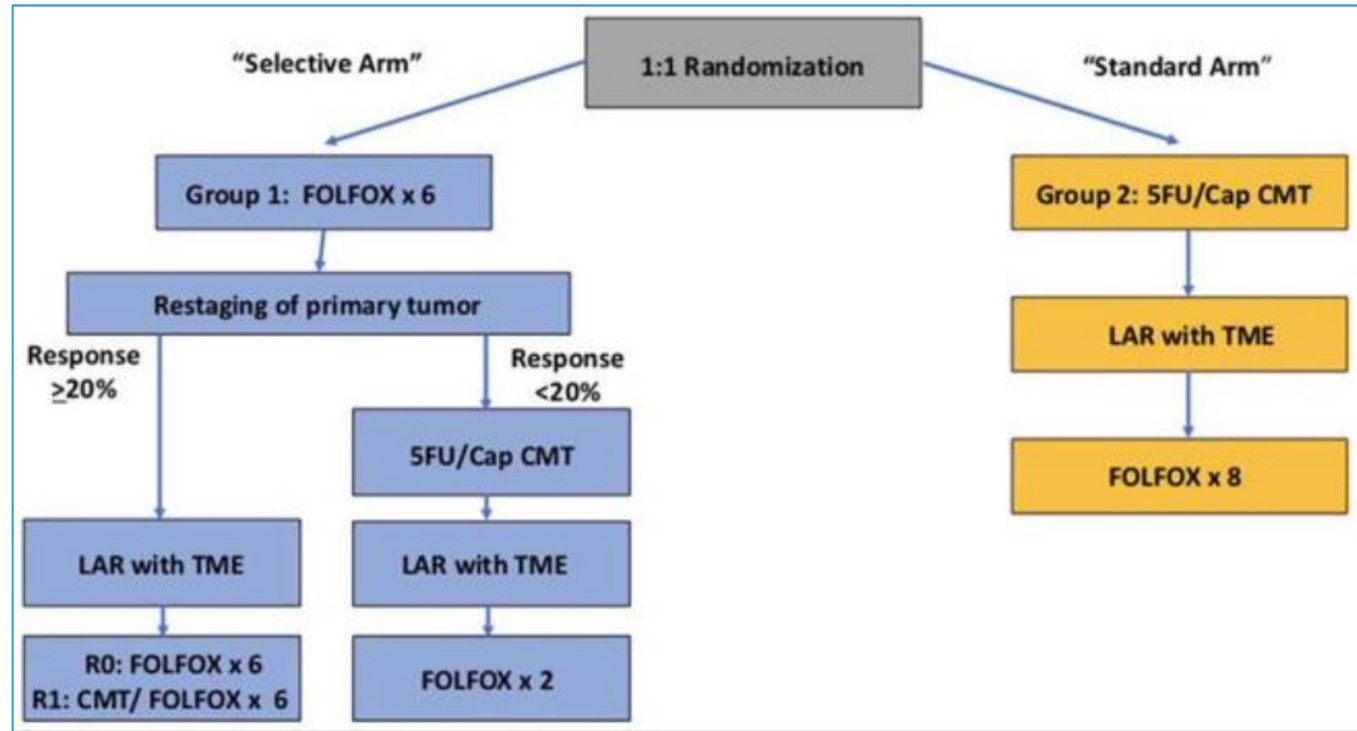 “Selective Arm”
1:1 Randomization
“Standard Arm”
Group 1: FOLFOX x 6
Restaging of primary tumor
Response
≥20%
Response
<20%
5FU/Cap CMT
LAR with TME
LAR with TME
R0: FOLFOX x 6
R1: CMT/ FOLFOX x 6
FOLFOX x 2
Group 2: 5FU/Cap CMT
LAR with TME
FOLFOX x 8